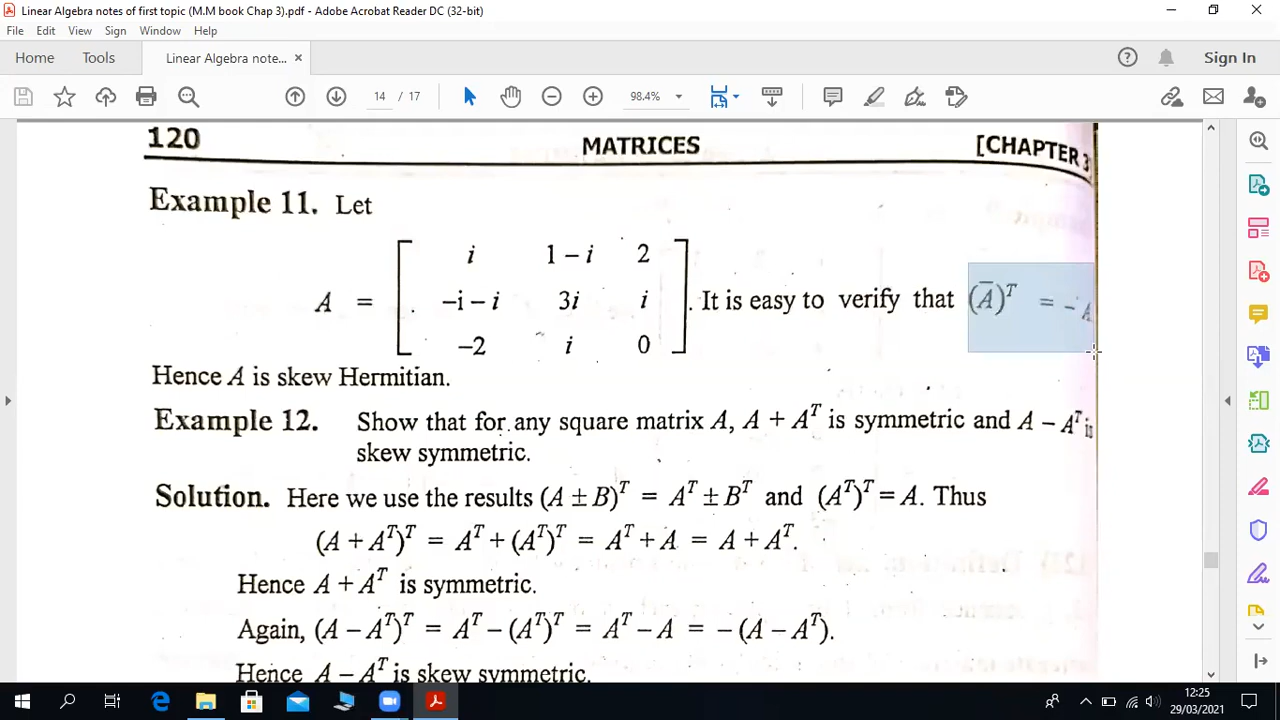 Linear Algebra notes of first topic (M.M book Chap 3).pdf - Adobe Acrobat Reader DC (32-bit)
File Edit View Sign Window Help
Home Tools Linear Algebra note... × Sign In
14 / 17 98.4%
120 MATRICES [CHAPTER 3
Example 11. Let
i 1 – i 2
A = –i – i 3i i . It is easy to verify that (A̅)ᵀ = – A
–2 i 0
Hence A is skew Hermitian.
Example 12. Show that for any square matrix A, A + Aᵀ is symmetric and A – Aᵀ is
skew symmetric.
Solution. Here we use the results (A ± B)ᵀ = Aᵀ ± Bᵀ and (Aᵀ)ᵀ = A. Thus
(A + Aᵀ)ᵀ = Aᵀ + (Aᵀ)ᵀ = Aᵀ + A = A + Aᵀ.
Hence A + Aᵀ is symmetric.
Again, (A – Aᵀ)ᵀ = Aᵀ – (Aᵀ)ᵀ = Aᵀ – A = – (A – Aᵀ).
Hence A – Aᵀ is skew symmetric.
12:25
29/03/2021